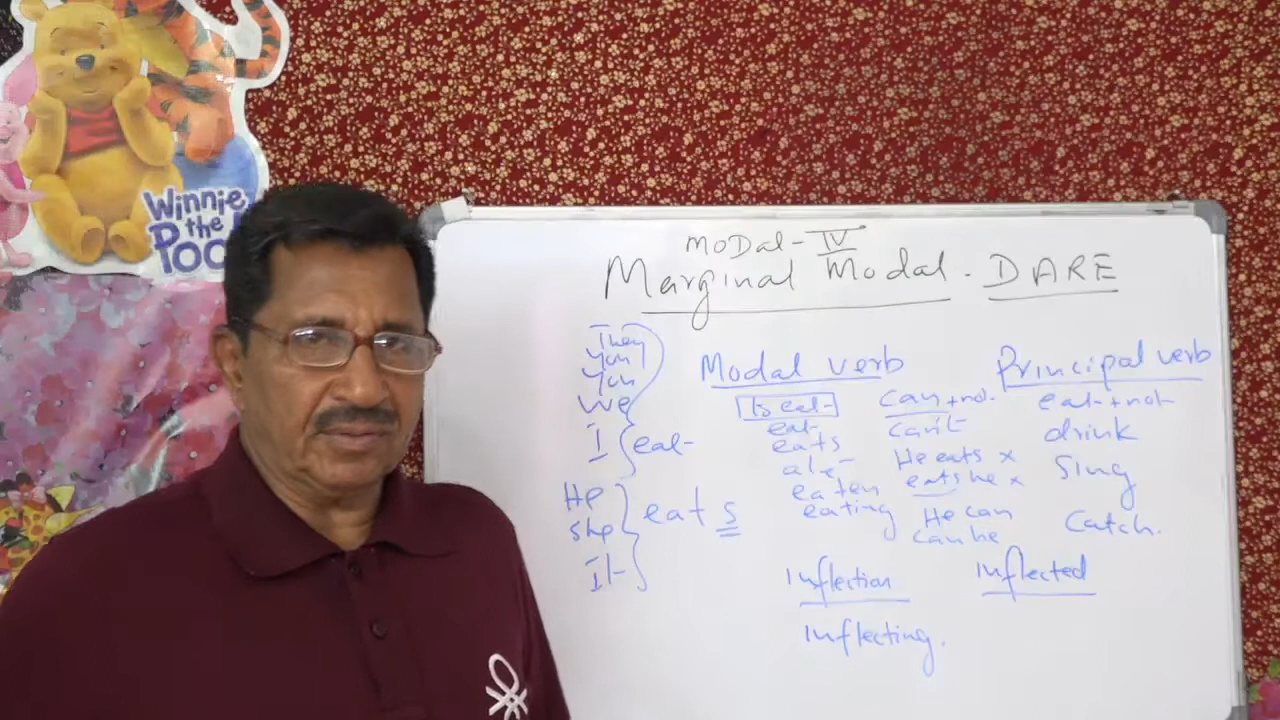 Winnie
the
POO
MODal - IV
Marginal Modal. DARE
They
You
You
We
I
eat
He
She
It
eats
Modal verb
To eat
eat
eats
ate
eaten
eating
can + not
can't
He eats x
eats he x
He can
can he
Principal verb
eat + not
drink
Sing
Catch.
Inflection
Inflected
Inflecting.